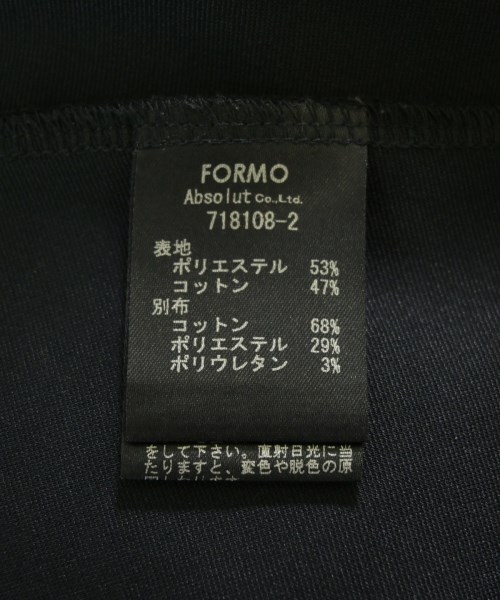 FORMO
Absolut Co.,Ltd.
718108-2
表地
ポリエステル 53%
コットン 47%
別布
コットン 68%
ポリエステル 29%
ポリウレタン 3%
をして下さい。直射日光に当
たりますと、変色や脱色の原